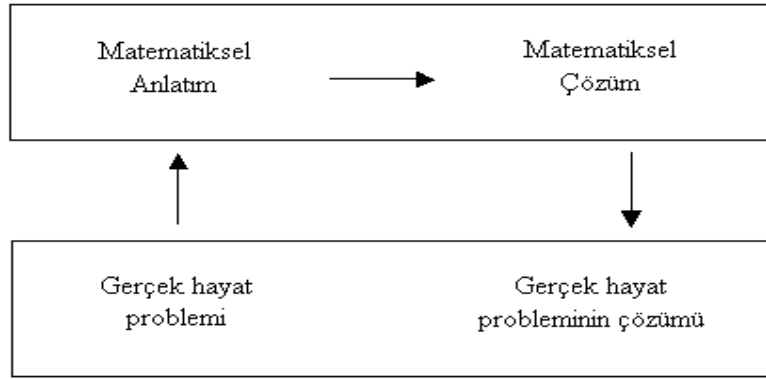 Matematiksel
Anlatım
Matematiksel
Çözüm
Gerçek hayat
problemi
Gerçek hayat
probleminin çözümü